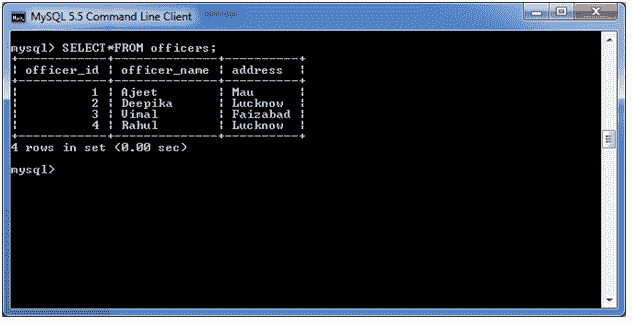 MySQL 5.5 Command Line Client
mysql> SELECT*FROM officers;
+------------+--------------+-----------+
| officer_id | officer_name | address   |
+------------+--------------+-----------+
|          1 | Ajeet        | Mau       |
|          2 | Deepika      | Lucknow   |
|          3 | Vimal        | Faizabad  |
|          4 | Rahul        | Lucknow   |
+------------+--------------+-----------+
4 rows in set (0.00 sec)
mysql>